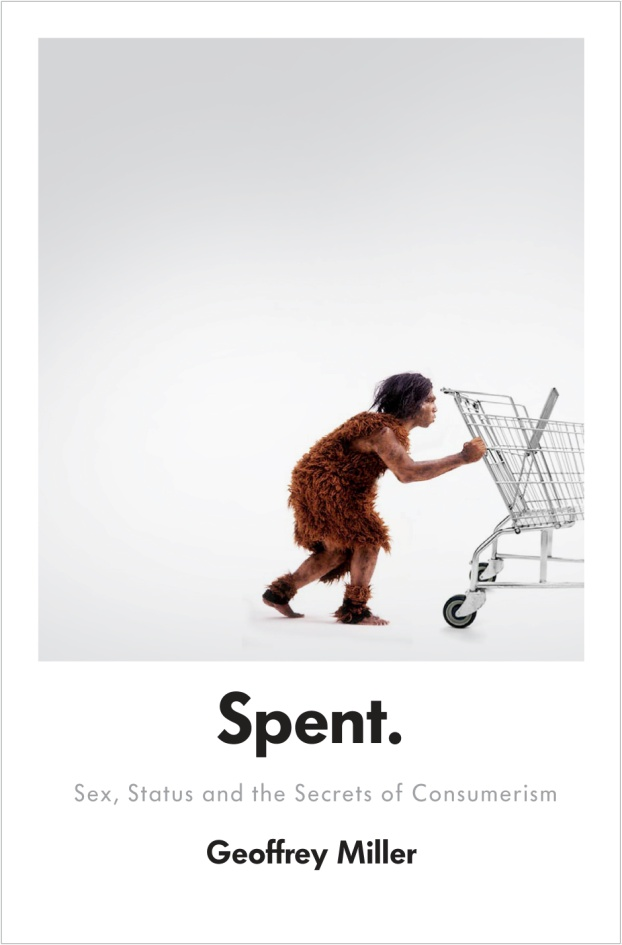 Spent.
Sex, Status and the Secrets of Consumerism
Geoffrey Miller